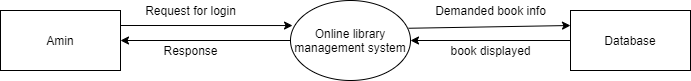 Request for login
Demanded book info
Amin
Online library
management system
Database
Response
book displayed